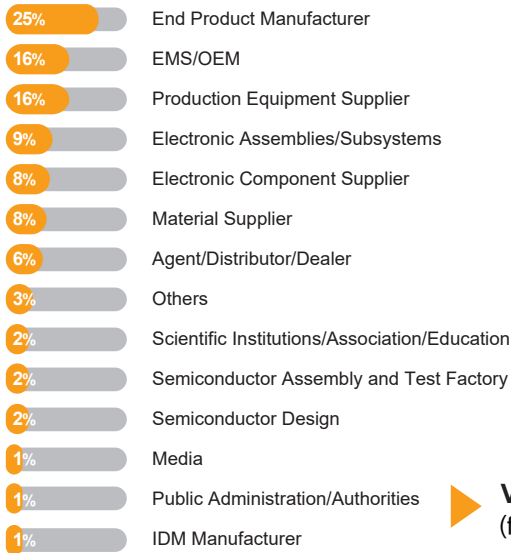 25% End Product Manufacturer
16% EMS/OEM
16% Production Equipment Supplier
9% Electronic Assemblies/Subsystems
8% Electronic Component Supplier
8% Material Supplier
6% Agent/Distributor/Dealer
3% Others
2% Scientific Institutions/Association/Education
2% Semiconductor Assembly and Test Factory
2% Semiconductor Design
1% Media
1% Public Administration/Authorities
1% IDM Manufacturer